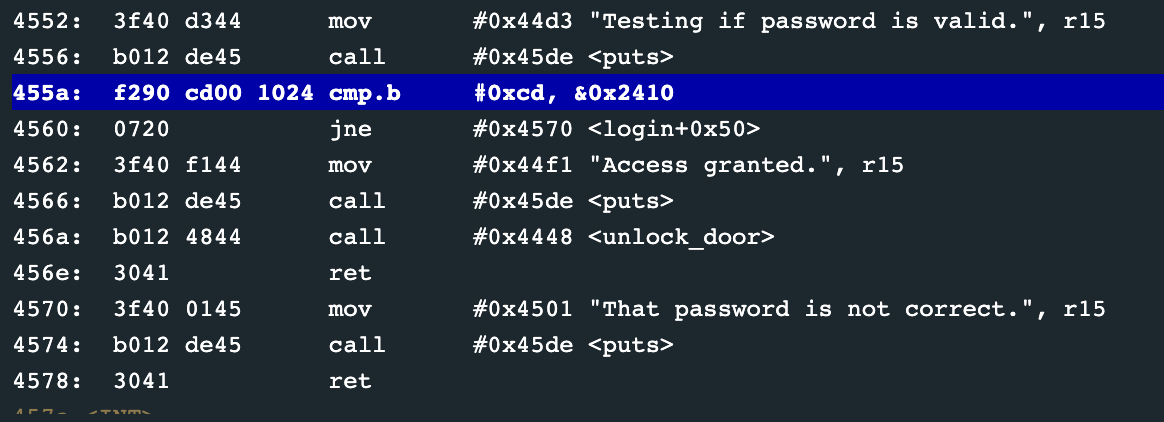 4552: 3f40 d344 mov #0x44d3 "Testing if password is valid.", r15
4556: b012 de45 call #0x45de <puts>
455a: f290 cd00 1024 cmp.b #0xcd, &0x2410
4560: 0720 jne #0x4570 <login+0x50>
4562: 3f40 f144 mov #0x44f1 "Access granted.", r15
4566: b012 de45 call #0x45de <puts>
456a: b012 4844 call #0x4448 <unlock_door>
456e: 3041 ret
4570: 3f40 0145 mov #0x4501 "That password is not correct.", r15
4574: b012 de45 call #0x45de <puts>
4578: 3041 ret